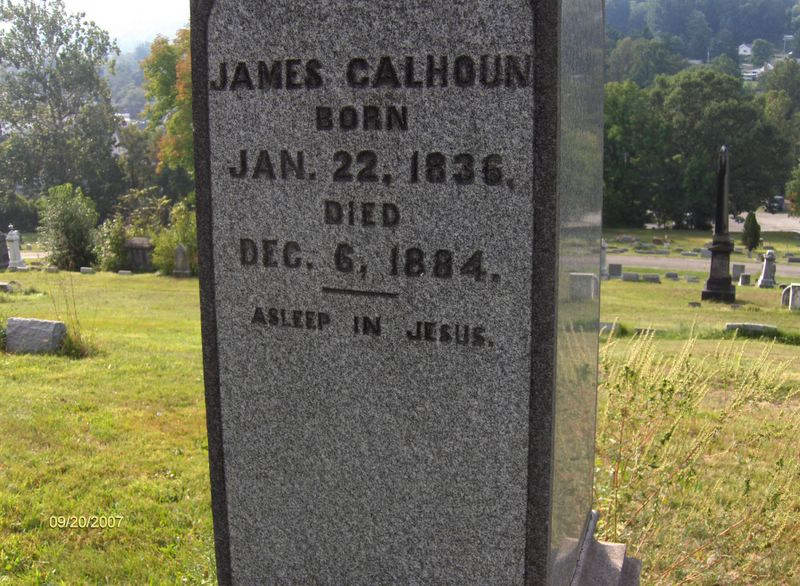 JAMES CALHOUN
BORN
JAN. 22, 1836,
DIED
DEC. 6, 1884.
ASLEEP IN JESUS.
09/20/2007